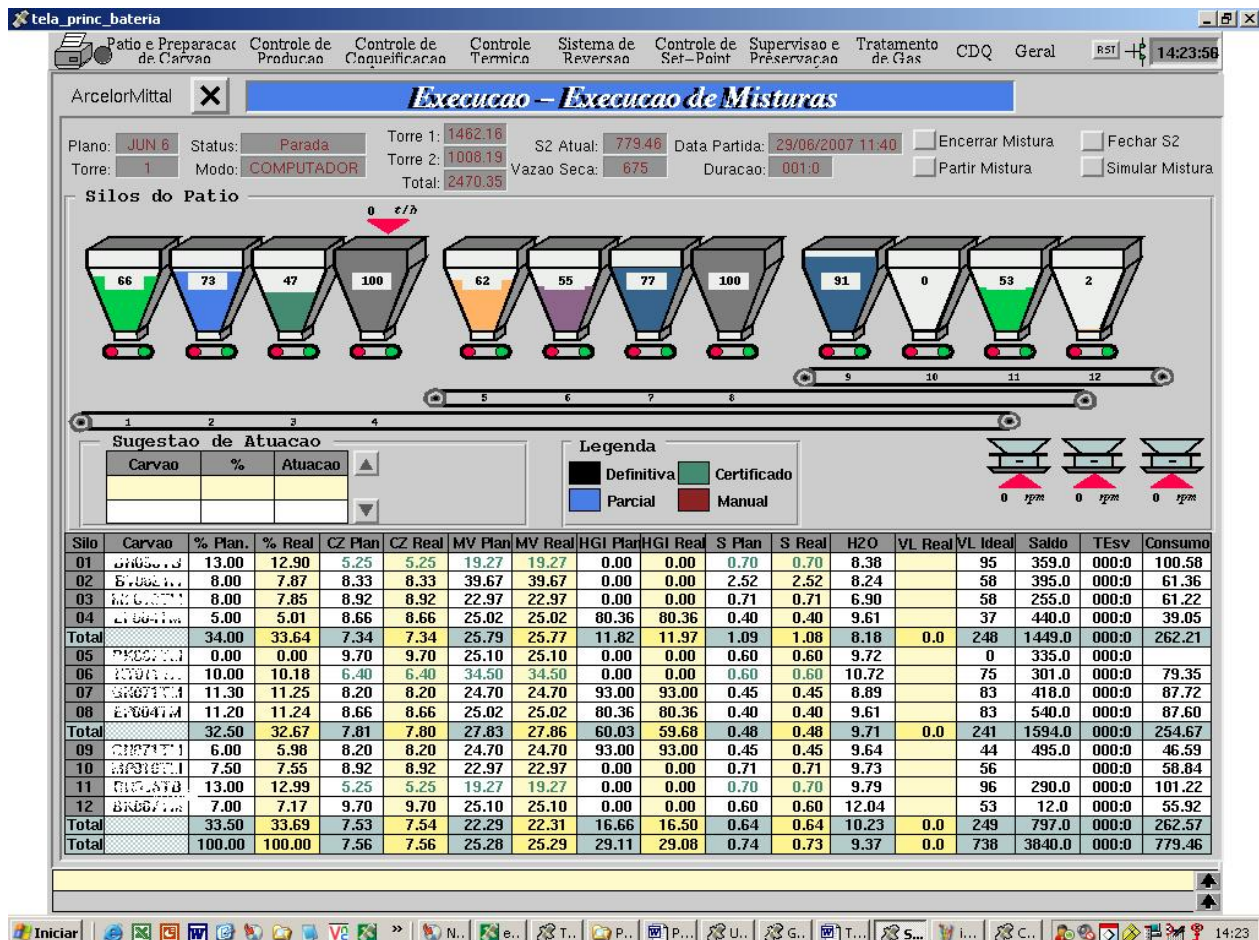 tela_princ_bateria
Patio e Preparacac de Carvao Controle de Producao Controle de Coqueificacao Controle Termico Sistema de Reversao Controle de Set-Point Supervisao e Preservaçao Tratamento de Gas CDQ Geral RST 14:23:56
ArcelorMittal X Execucao – Execucao de Misturas
Plano: JUN 6 Status: Parada Torre 1: 1462.16 S2 Atual: 779.46 Data Partida: 29/06/2007 11:40 Encerrar Mistura Fechar S2
Torre: 1 Modo: COMPUTADOR Torre 2: 1008.19 Vazao Seca: 675 Duracao: 001:0 Partir Mistura Simular Mistura
Total: 2470.35
Silos do Patio
0 t/h
66 73 47 100 62 55 77 100 91 0 53 2
9 10 11 12
5 6 7 8
1 2 3 4
Sugestao de Atuacao
Carvao % Atuacao
Legenda
Definitiva Certificado
Parcial Manual
0 rpm 0 rpm 0 rpm
Silo Carvao % Plan. % Real CZ Plan CZ Real MV Plan MV Real HGI Plan HGI Real S Plan S Real H2O VL Real VL Ideal Saldo TEsv Consumo
01 13.00 12.90 5.25 5.25 19.27 19.27 0.00 0.00 0.70 0.70 8.38 95 359.0 000:0 100.58
02 8.00 7.87 8.33 8.33 39.67 39.67 0.00 0.00 2.52 2.52 8.24 58 395.0 000:0 61.36
03 8.00 7.85 8.92 8.92 22.97 22.97 0.00 0.00 0.71 0.71 6.90 58 255.0 000:0 61.22
04 5.00 5.01 8.66 8.66 25.02 25.02 80.36 80.36 0.40 0.40 9.61 37 440.0 000:0 39.05
Total 34.00 33.64 7.34 7.34 25.79 25.77 11.82 11.97 1.09 1.08 8.18 0.0 248 1449.0 000:0 262.21
05 0.00 0.00 9.70 9.70 25.10 25.10 0.00 0.00 0.60 0.60 9.72 0 335.0 000:0
06 10.00 10.18 6.40 6.40 34.50 34.50 0.00 0.00 0.60 0.60 10.72 75 301.0 000:0 79.35
07 11.30 11.25 8.20 8.20 24.70 24.70 93.00 93.00 0.45 0.45 8.89 83 418.0 000:0 87.72
08 11.20 11.24 8.66 8.66 25.02 25.02 80.36 80.36 0.40 0.40 9.61 83 540.0 000:0 87.60
Total 32.50 32.67 7.81 7.80 27.83 27.86 60.03 59.68 0.48 0.48 9.71 0.0 241 1594.0 000:0 254.67
09 6.00 5.98 8.20 8.20 24.70 24.70 93.00 93.00 0.45 0.45 9.64 44 495.0 000:0 46.59
10 7.50 7.55 8.92 8.92 22.97 22.97 0.00 0.00 0.71 0.71 9.73 56 000:0 58.84
11 13.00 12.99 5.25 5.25 19.27 19.27 0.00 0.00 0.70 0.70 9.79 96 290.0 000:0 101.22
12 7.00 7.17 9.70 9.70 25.10 25.10 0.00 0.00 0.60 0.60 12.04 53 12.0 000:0 55.92
Total 33.50 33.69 7.53 7.54 22.29 22.31 16.66 16.50 0.64 0.64 10.23 0.0 249 797.0 000:0 262.57
Total 100.00 100.00 7.56 7.56 25.28 25.29 29.11 29.08 0.74 0.73 9.37 0.0 738 3840.0 000:0 779.46
Iniciar » N.. e.. T.. P.. P... U.. G.. T... S... i... C.. 14:23